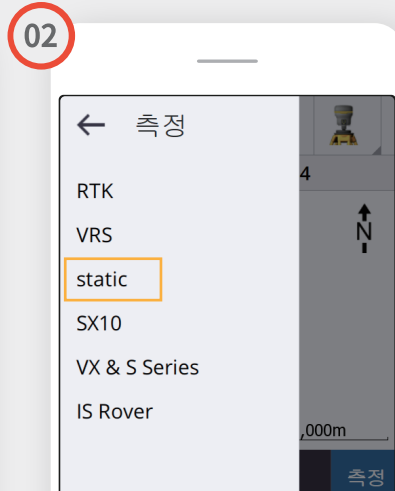 02
측정
4
RTK
VRS
N
static
SX10
VX & S Series
IS Rover
,000m
측정